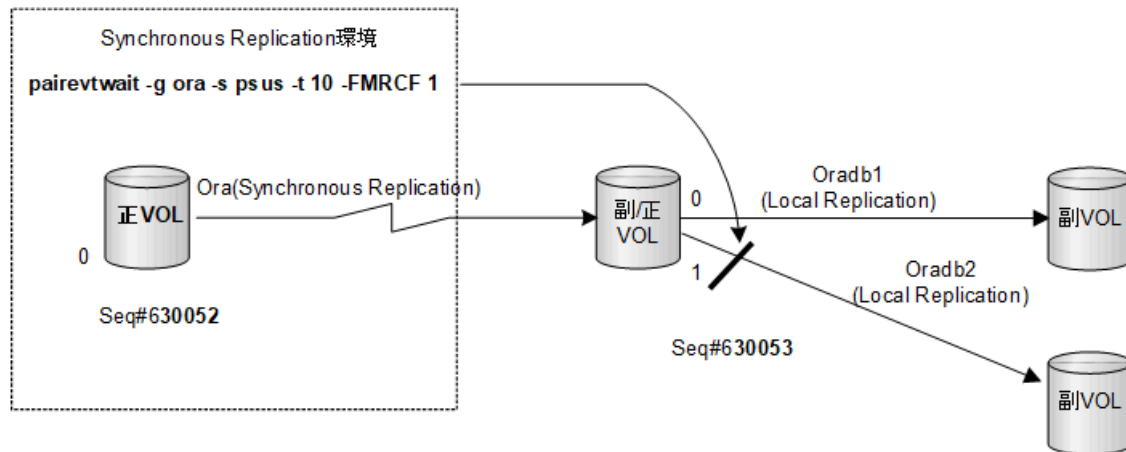 Synchronous Replication環境
pairevtwait -g ora -s psus -t 10 -FMRCF 1
Ora(Synchronous Replication)
正VOL
0
Seq#630052
副/正
VOL
0
1
Seq#630053
Oradb1
(Local Replication)
副VOL
Oradb2
(Local Replication)
副VOL